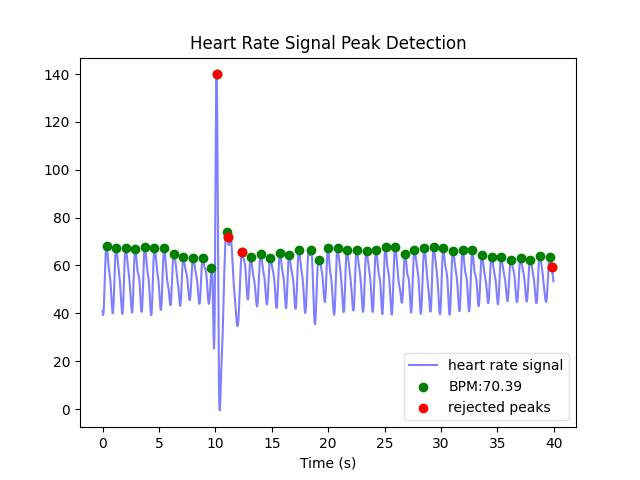 Heart Rate Signal Peak Detection
140
120
100
80
60
40
20
0
heart rate signal
BPM:70.39
rejected peaks
0 5 10 15 20 25 30 35 40
Time (s)